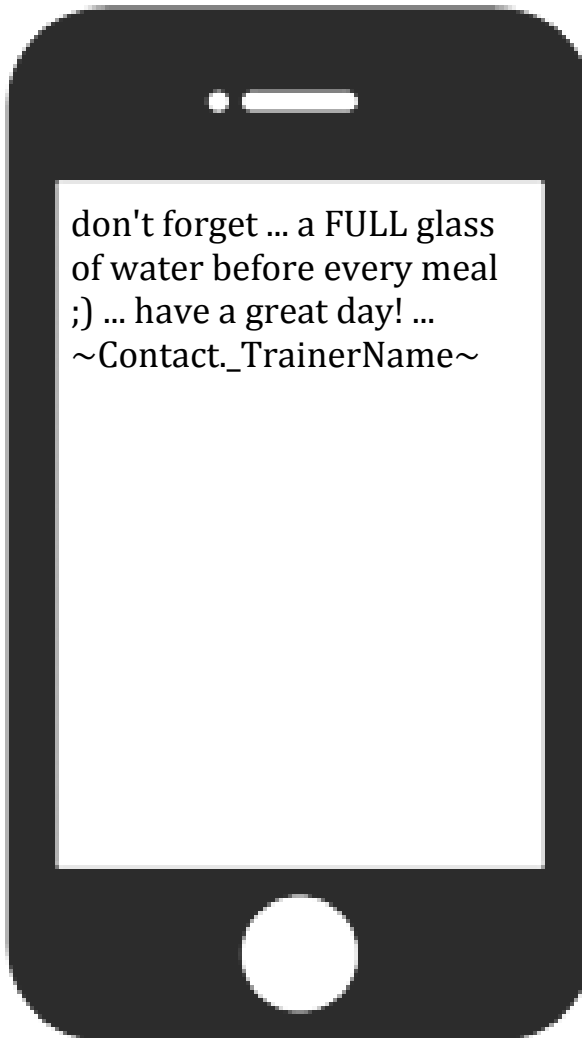 don't forget ... a FULL glass
of water before every meal
;) ... have a great day! ...
~Contact._TrainerName~